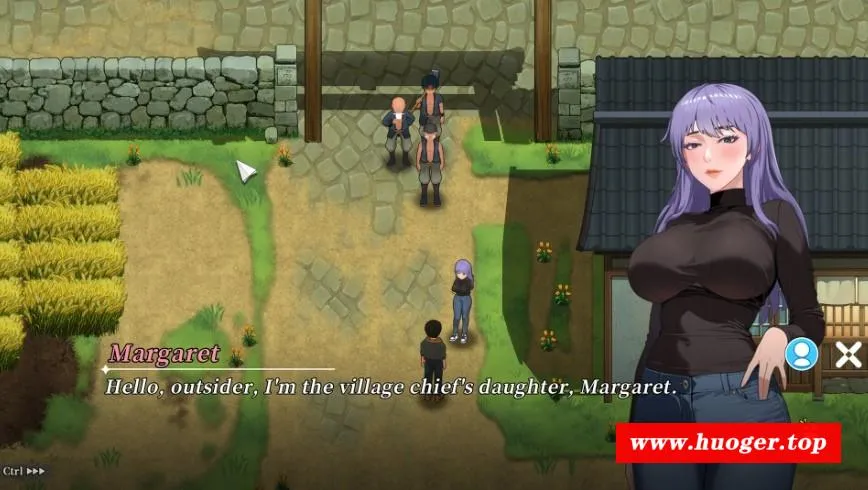 Margaret
Hello, outsider, I'm the village chief's daughter, Margaret.
www.huoger.top
Ctrl